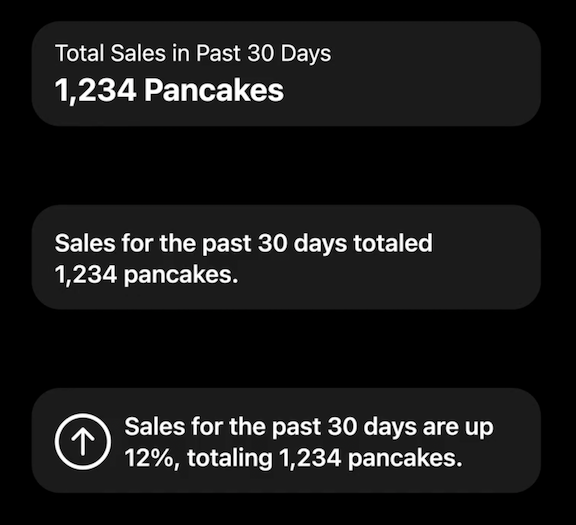 Total Sales in Past 30 Days
1,234 Pancakes
Sales for the past 30 days totaled
1,234 pancakes.
Sales for the past 30 days are up
12%, totaling 1,234 pancakes.